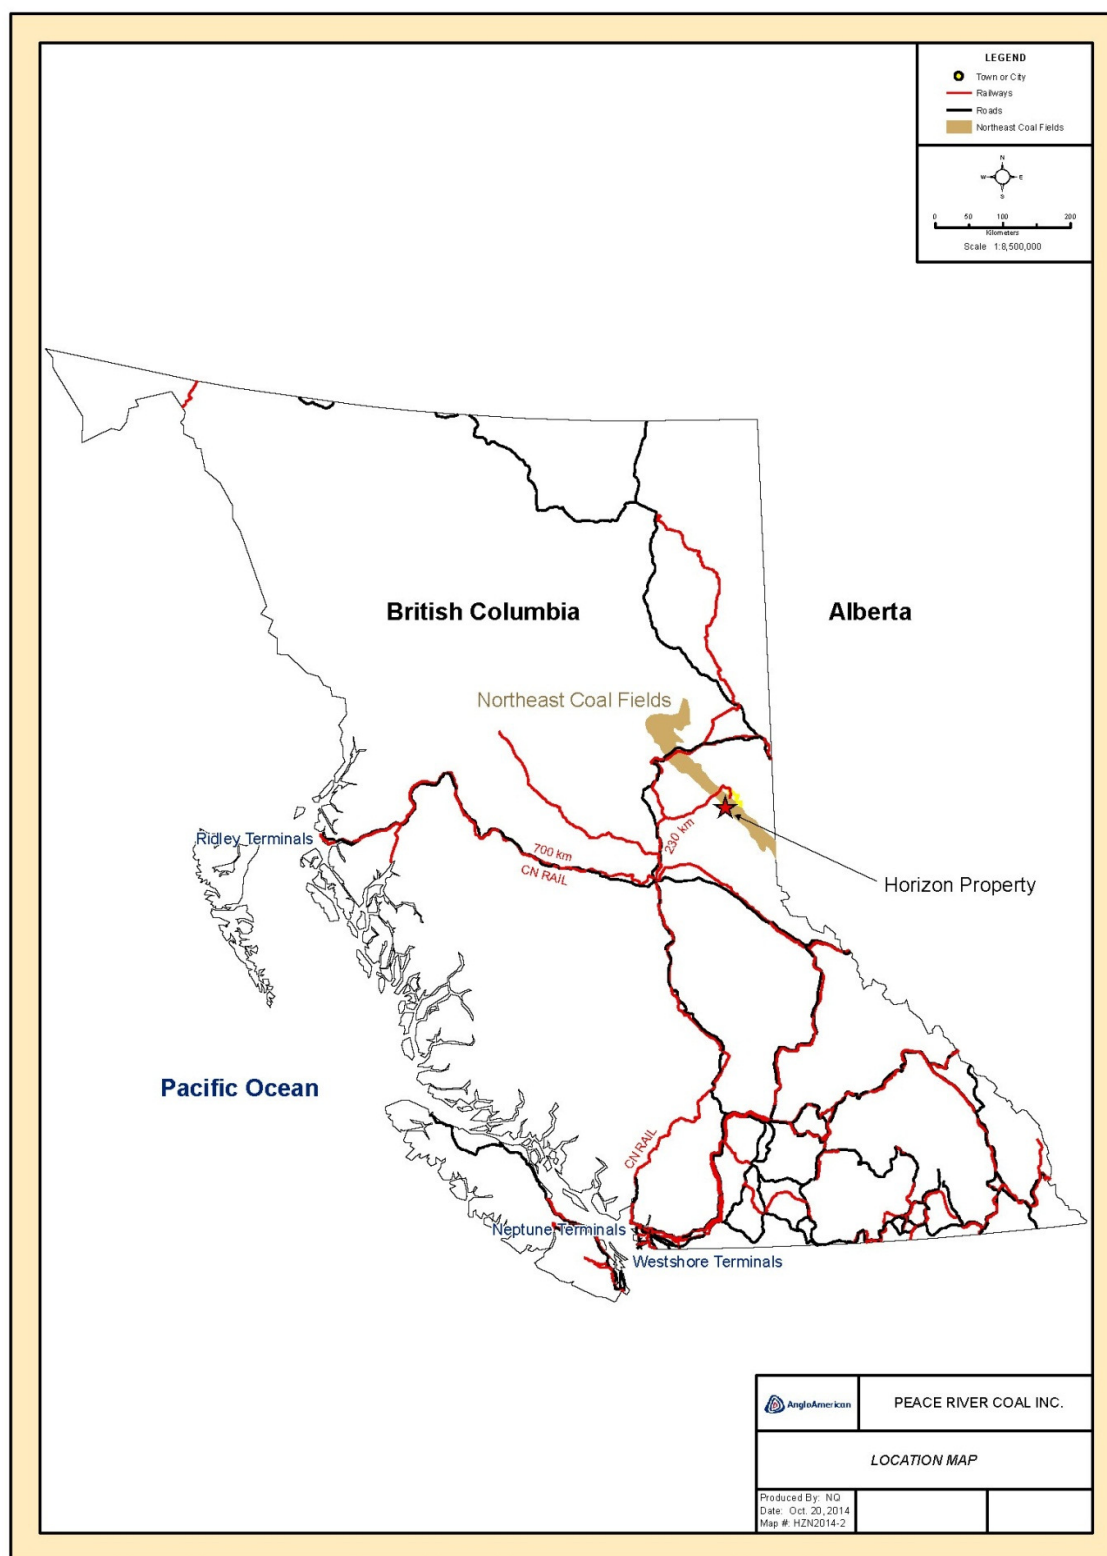 LEGEND
Town or City
Railways
Roads
Northeast Coal Fields
N
W E
S
0 50 100 200
Kilometers
Scale 1:8,500,000
British Columbia
Alberta
Northeast Coal Fields
Ridley Terminals
700 km
CN RAIL
230 km
Horizon Property
Pacific Ocean
CN RAIL
Neptune Terminals
Westshore Terminals
AngloAmerican
PEACE RIVER COAL INC.
LOCATION MAP
Produced By: NQ
Date: Oct. 20, 2014
Map #: HZN2014-2